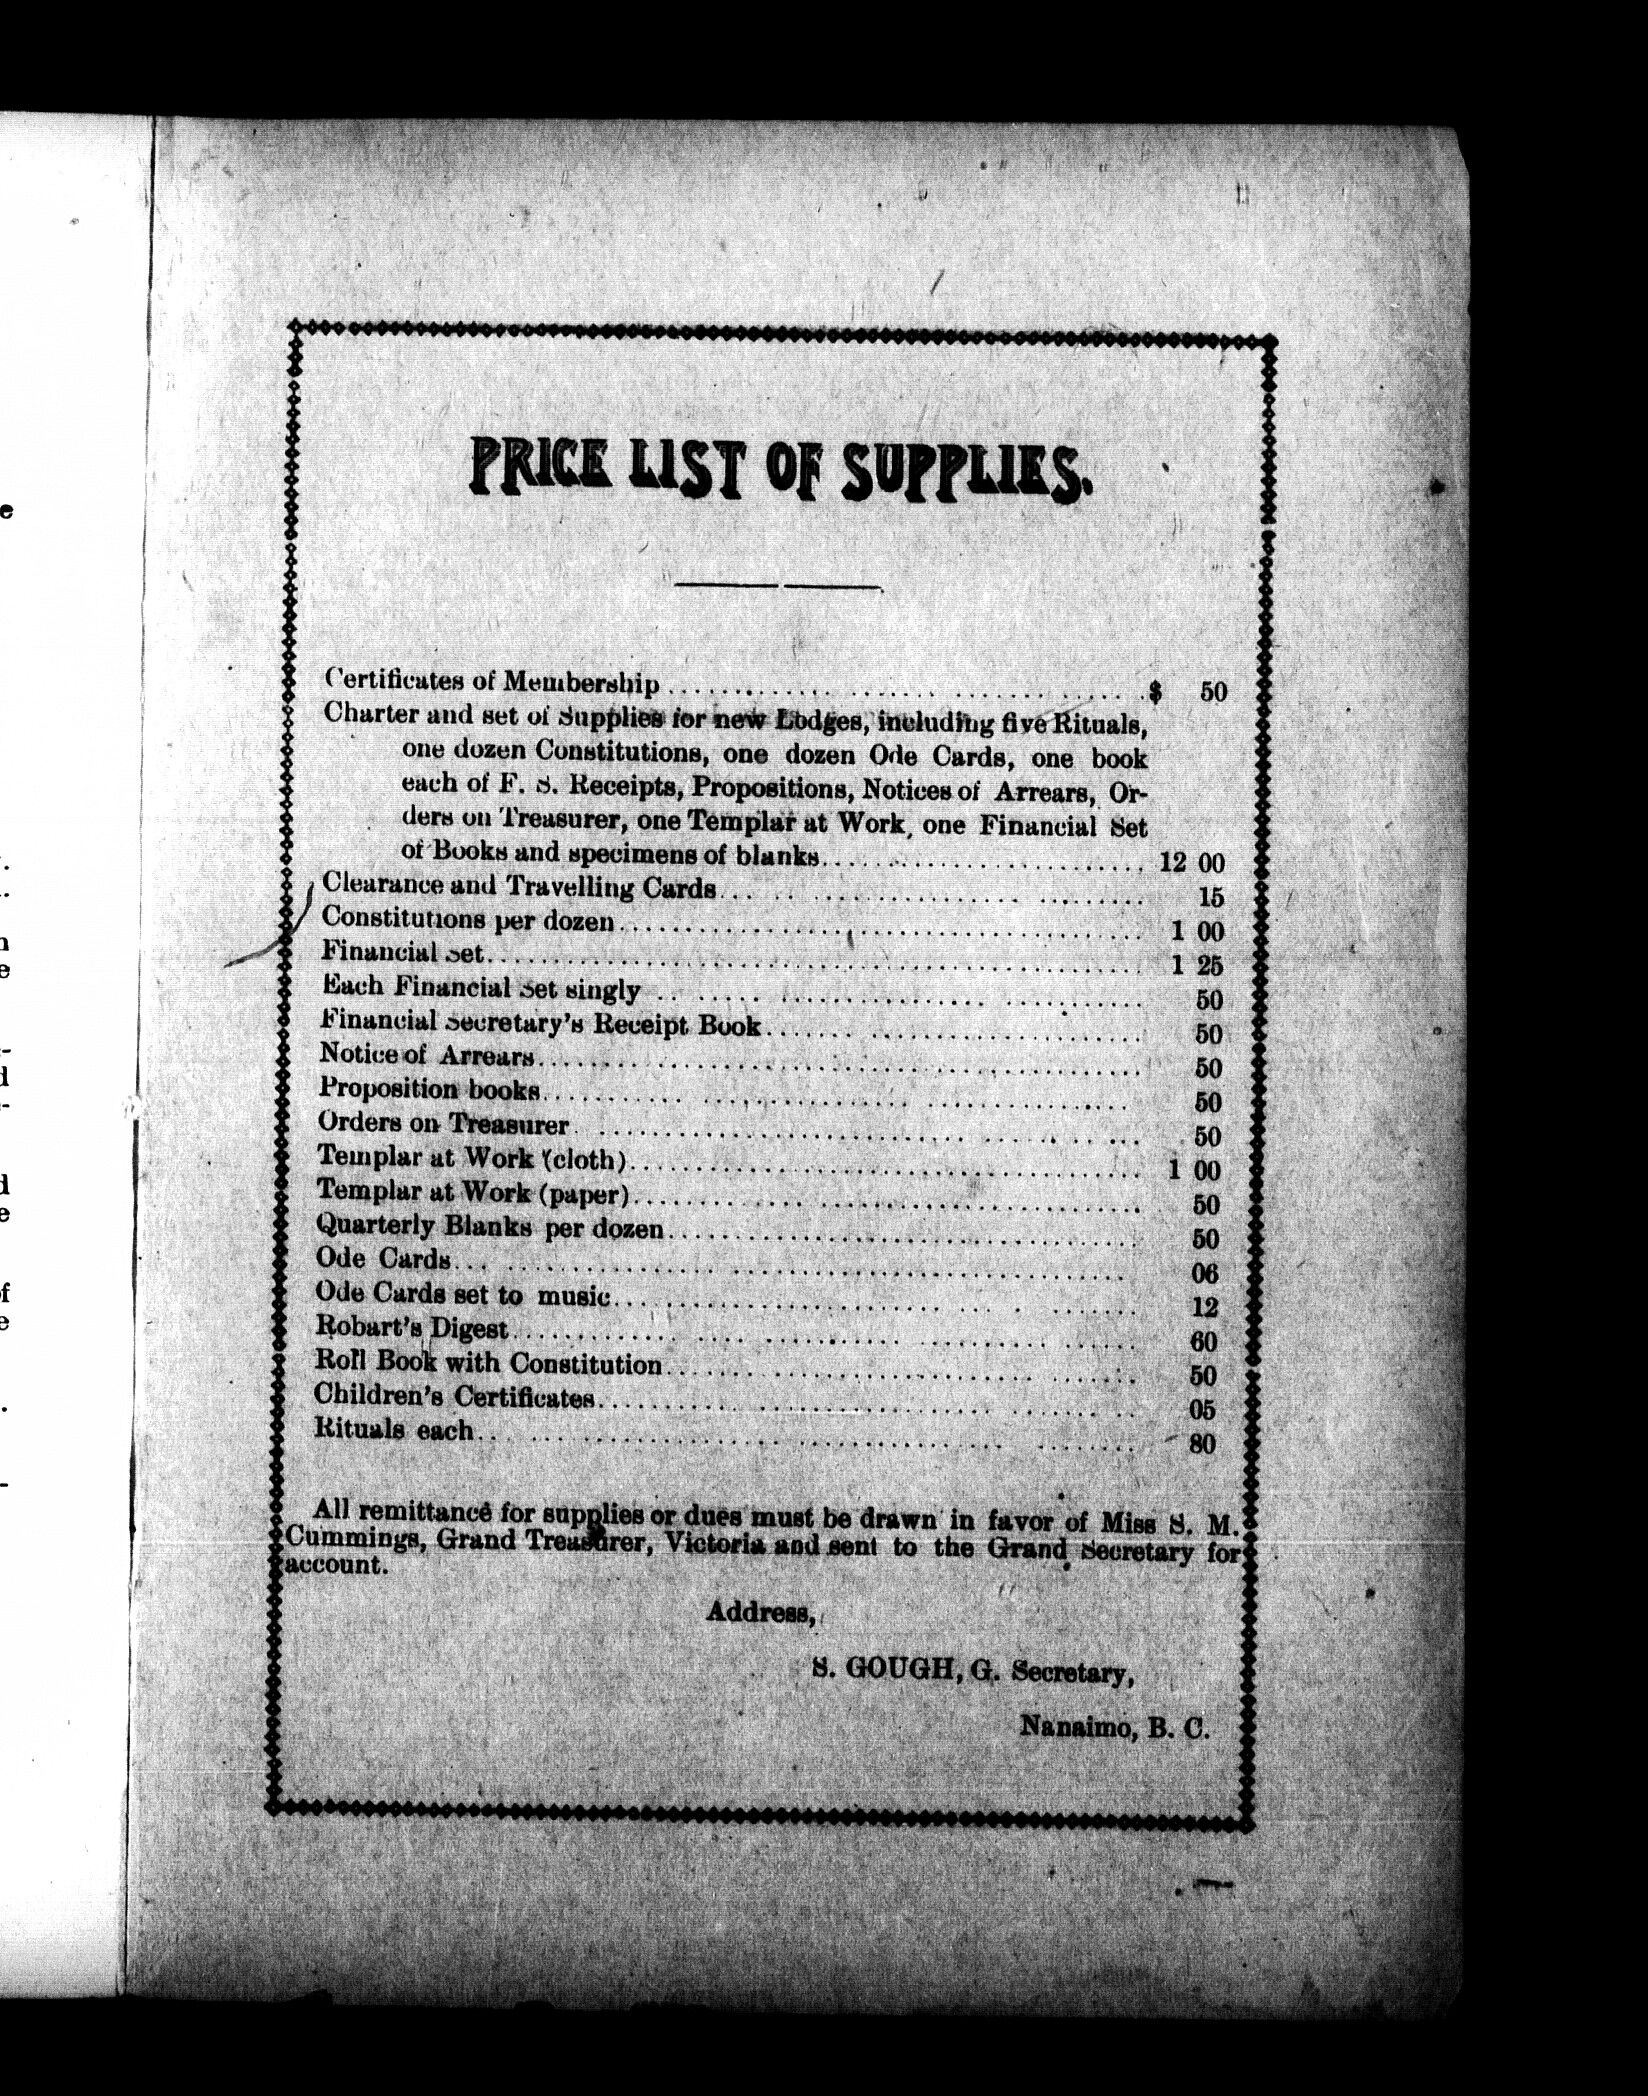 PRICE LIST OF SUPPLIES.
Certificates of Membership ........................ $ 50
Charter and set of Supplies for new Lodges, including five Rituals,
one dozen Constitutions, one dozen Ode Cards, one book
each of F. S. Receipts, Propositions, Notices of Arrears, Or-
ders on Treasurer, one Templar at Work, one Financial Set
of Books and specimens of blanks........................ 12 00
Clearance and Travelling Cards........................ 15
Constitutions per dozen........................ 1 00
Financial Set........................ 1 25
Each Financial Set singly ........................ 50
Financial Secretary's Receipt Book........................ 50
Notice of Arrears........................ 50
Proposition books........................ 50
Orders on Treasurer........................ 50
Templar at Work (cloth)........................ 1 00
Templar at Work (paper)........................ 50
Quarterly Blanks per dozen........................ 50
Ode Cards........................ 06
Ode Cards set to music........................ 12
Robart's Digest........................ 60
Roll Book with Constitution........................ 50
Children's Certificates........................ 05
Rituals each........................ 80
All remittance for supplies or dues must be drawn in favor of Miss S. M.
Cummings, Grand Treasurer, Victoria and sent to the Grand Secretary for
account.
Address,
S. GOUGH, G. Secretary,
Nanaimo, B. C.